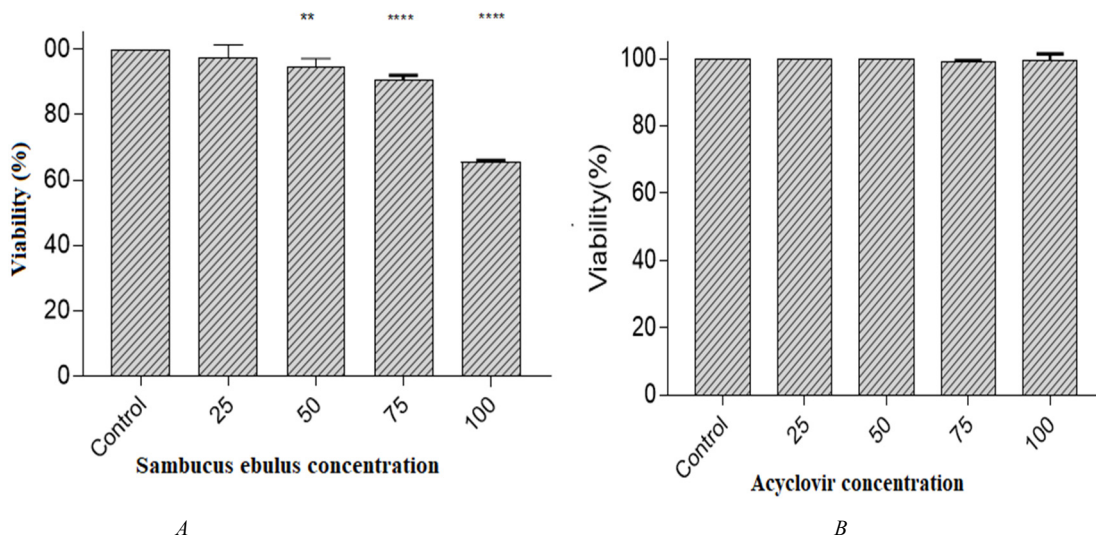 ** **** ****
Viability (%)
00
80
60
40
20
0
Control 25 50 75 100
Sambucus ebulus concentration
A
Viability(%)
100
80
60
40
20
0
Control 25 50 75 100
Acyclovir concentration
B